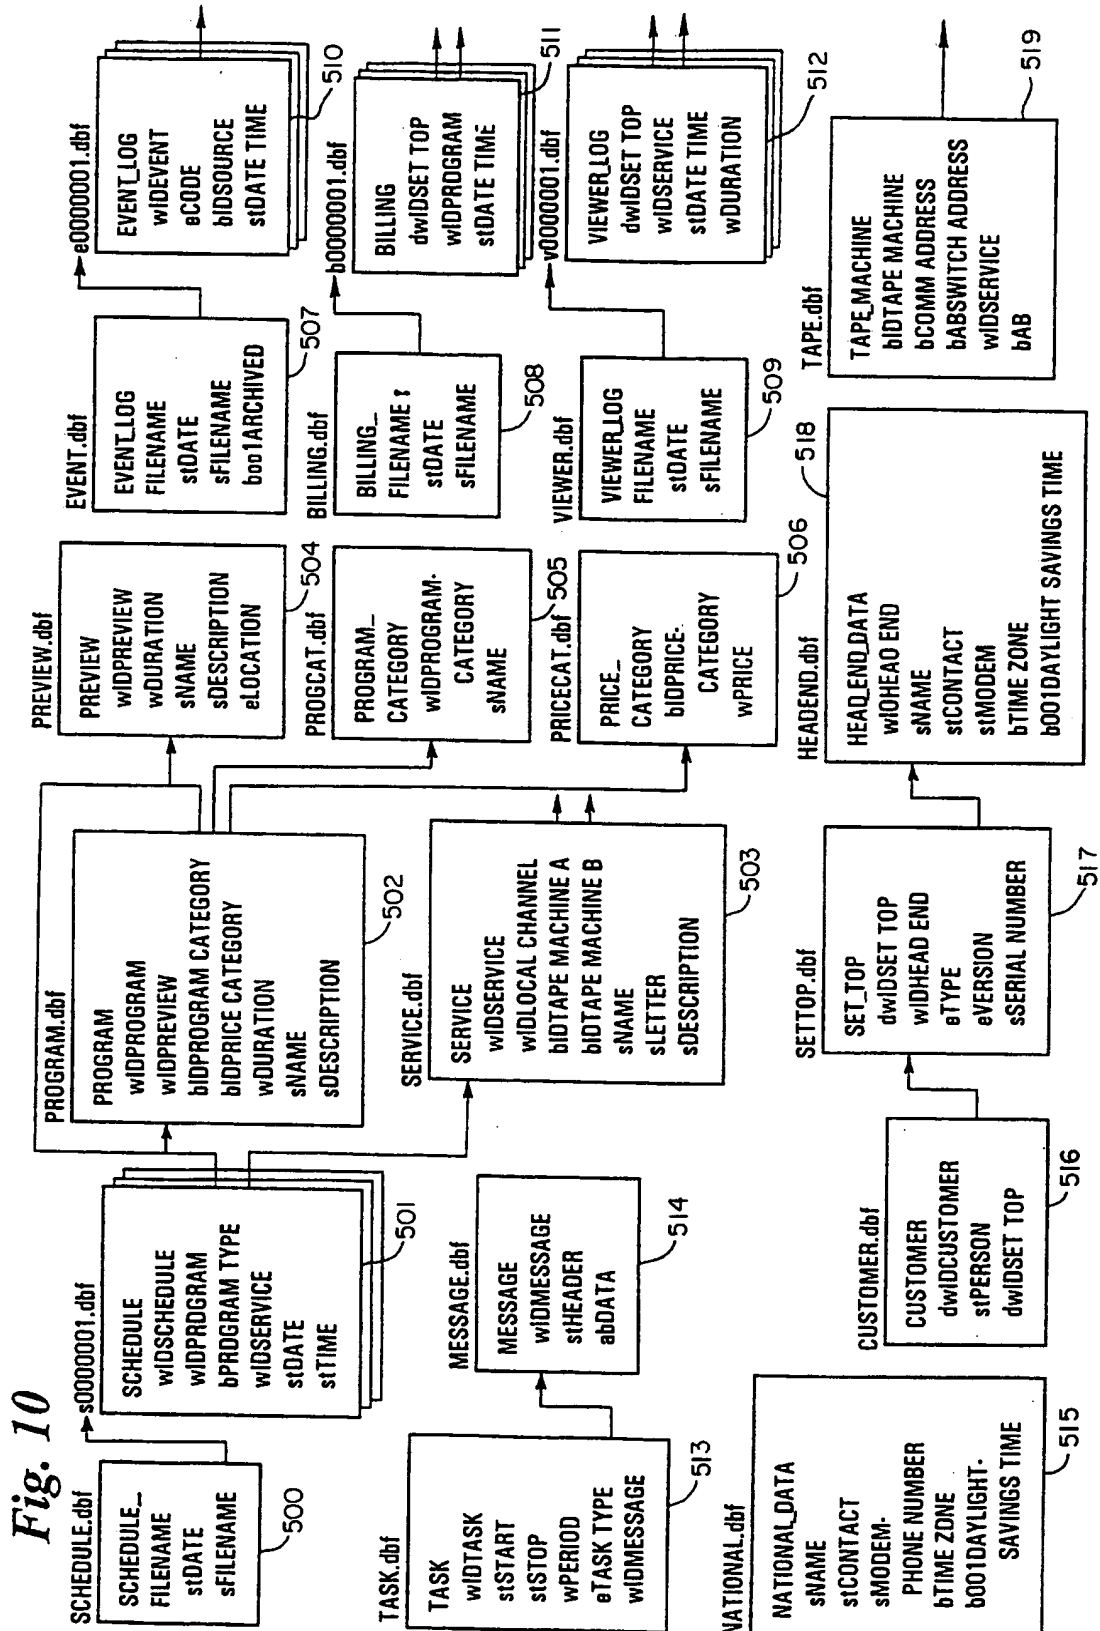 Fig. 10
SCHEDULE.dbf
SCHEDULE_
FILENAME
stDATE
sFILENAME
500
s0000001.dbf
SCHEDULE
wIDSCHEDULE
wIDPRDGRAM
bPRDGRAM TYPE
wIDSERVICE
stDATE
stTIME
501
PROGRAM.dbf
PROGRAM
wIDPROGRAM
wIDPREVIEW
bIDPROGRAM CATEGORY
bIDPRICE CATEGORY
wDURATION
sNAME
sDESCRIPTION
502
SERVICE.dbf
SERVICE
wIDSERVICE
wIDLOCAL CHANNEL
bIDTAPE MACHINE A
bIDTAPE MACHINE B
sNAME
sLETTER
sDESCRIPTION
503
PREVIEW.dbf
PREVIEW
wIDPREVIEW
wDURATION
sNAME
sDESCRIPTION
eLOCATION
504
PROGCAT.dbf
PROGRAM_
CATEGORY
wIDPROGRAM-
CATEGORY
sNAME
505
PRICECAT.dbf
PRICE_
CATEGORY
bIDPRICE-
CATEGORY
wPRICE
506
EVENT.dbf
EVENT_LOG
FILENAME
stDATE
sFILENAME
boo1ARCHIVED
507
BILLING.dbf
BILLING_
FILENAME
stDATE
sFILENAME
508
VIEWER.dbf
VIEWER_LOG
FILENAME
stDATE
sFILENAME
509
e0000001.dbf
EVENT_LOG
wIDEVENT
eCODE
bIDSOURCE
stDATE TIME
510
b0000001.dbf
BILLING
dwIDSET TOP
wIDPRDGRAM
stDATE TIME
511
v0000001.dbf
VIEWER_LOG
dwIDSET TOP
wIDSERVICE
stDATE TIME
wDURATION
512
TASK.dbf
TASK
wIDTASK
stSTART
stSTOP
wPERIOD
eTASK TYPE
wIDMESSAGE
513
MESSAGE.dbf
MESSAGE
wIDMESSAGE
stHEADER
abDATA
514
NATIONAL.dbf
NATIONAL_DATA
sNAME
stCONTACT
sMODEM-
PHONE NUMBER
bTIME ZDNE
b001DAYLIGHT-
SAVINGS TIME
515
CUSTOMER.dbf
CUSTOMER
dwIDCUSTOMER
stPERSON
dwIDSET TOP
516
SETTOP.dbf
SET_TOP
dwIDSET TOP
wIDHEAD END
eTYPE
eVERSION
sSERIAL NUMBER
517
HEADEND.dbf
HEAD_END_DATA
wIDHEAO END
sNAME
stCONTACT
stMODEM
bTIME ZONE
b001DAYLIGHT SAVINGS TIME
518
TAPE.dbf
TAPE_MACHINE
bIDTAPE MACHINE
bCOMM ADDRESS
bABSWITCH ADDRESS
wIDSERVICE
bAB
519